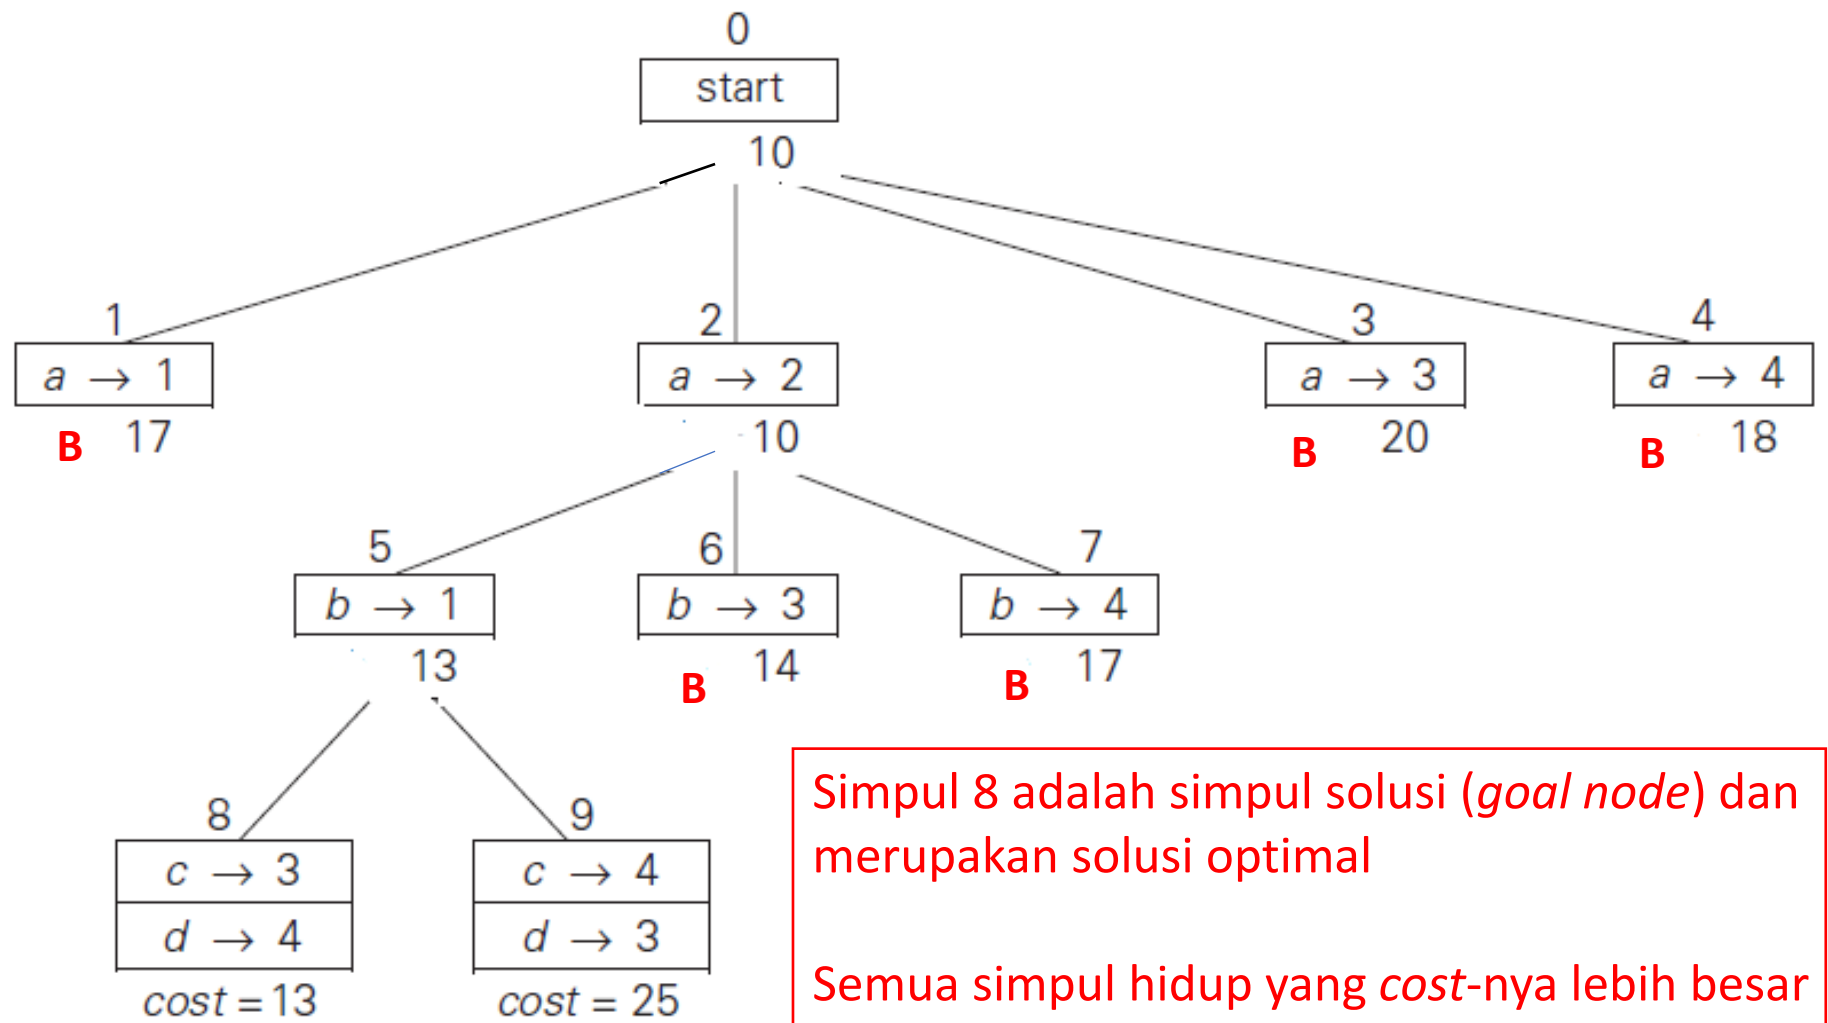 0
start
10
1 2 3 4
a → 1 a → 2 a → 3 a → 4
B 17 10 B 20 B 18
5 6 7
b → 1 b → 3 b → 4
13 B 14 B 17
8 9
c → 3 c → 4
d → 4 d → 3
cost = 13 cost = 25
Simpul 8 adalah simpul solusi (goal node) dan
merupakan solusi optimal
Semua simpul hidup yang cost-nya lebih besar